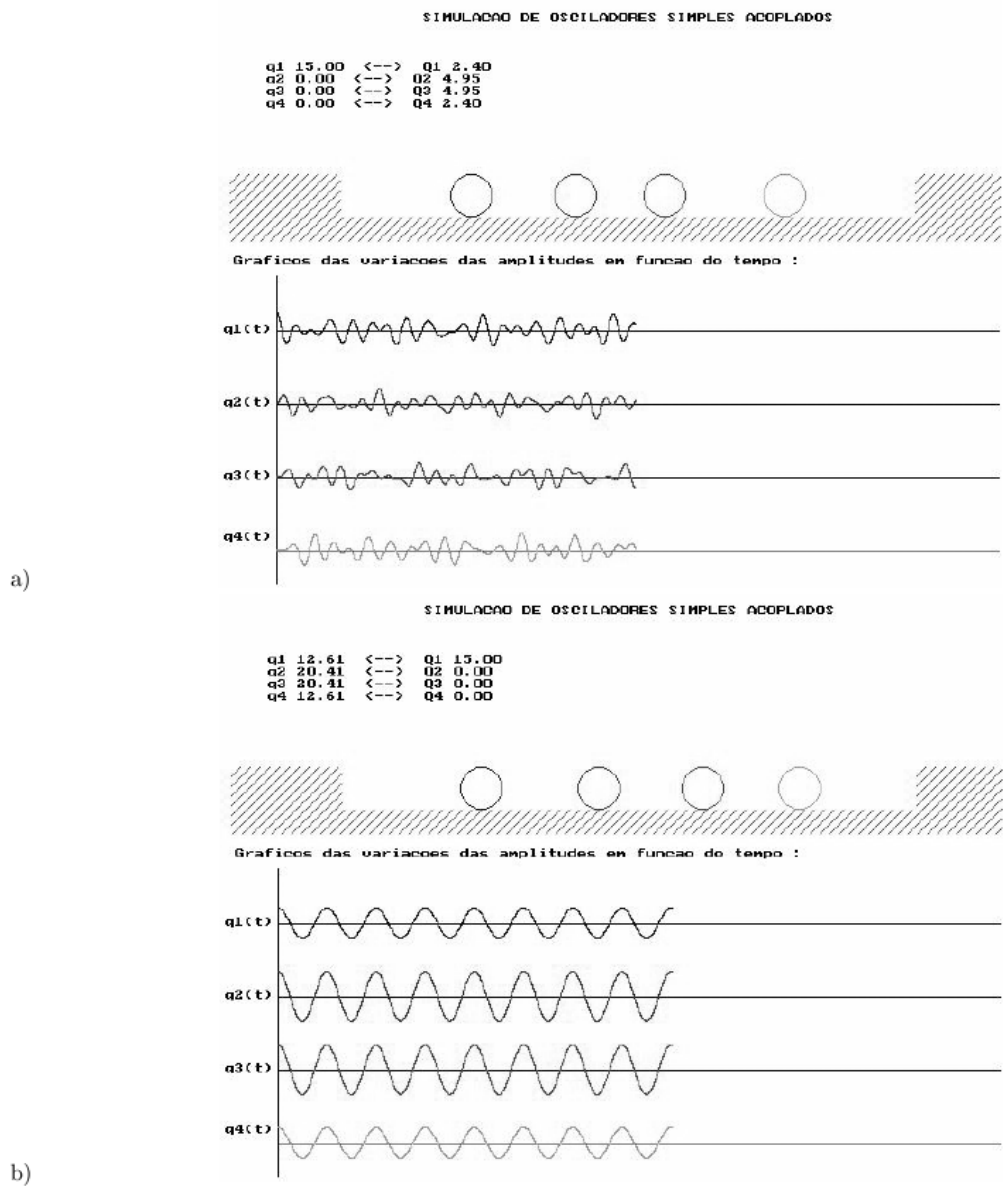 SIMULACAO DE OSCILADORES SIMPLES ACOPLADOS
q1 15.00 <--> Q1 2.40
q2 0.00 <--> Q2 4.95
q3 0.00 <--> Q3 4.95
q4 0.00 <--> Q4 2.40
Graficos das variacoes das amplitudes em funcao do tempo :
q1(t)
q2(t)
q3(t)
q4(t)
a)
SIMULACAO DE OSCILADORES SIMPLES ACOPLADOS
q1 12.61 <--> Q1 15.00
q2 20.41 <--> Q2 0.00
q3 20.41 <--> Q3 0.00
q4 12.61 <--> Q4 0.00
Graficos das variacoes das amplitudes em funcao do tempo :
q1(t)
q2(t)
q3(t)
q4(t)
b)